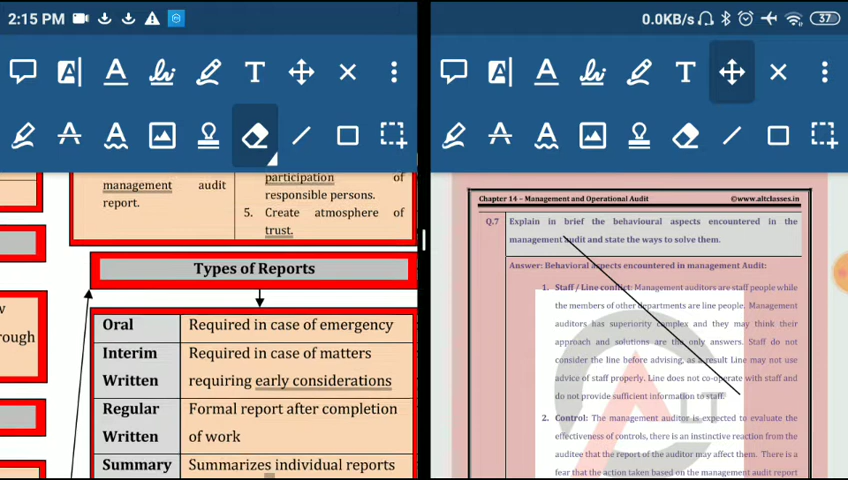 2:15 PM
0.0KB/s
37
management audit
report.
participation of
responsible persons.
5. Create atmosphere of
trust.
w
rough
Types of Reports
Oral Required in case of emergency
Interim Required in case of matters
Written requiring early considerations
Regular Formal report after completion
Written of work
Summary Summarizes individual reports
Chapter 14 – Management and Operational Audit ©www.altclasses.in
Q.7 Explain in brief the behavioural aspects encountered in the
management audit and state the ways to solve them.
Answer: Behavioral aspects encountered in management Audit:
1. Staff / Line conflict: Management auditors are staff people while
the members of other departments are line people. Management
auditors has superiority complex and they may think their
approach and solutions are the only answers. Staff do not
consider the line before advising, as a result Line may not use
advice of staff properly. Line does not co-operate with staff and
do not provide sufficient information to staff.
2. Control: The management auditor is expected to evaluate the
effectiveness of controls, there is an instinctive reaction from the
auditee that the report of the auditor may affect them. There is a
fear that the action taken based on the management audit report